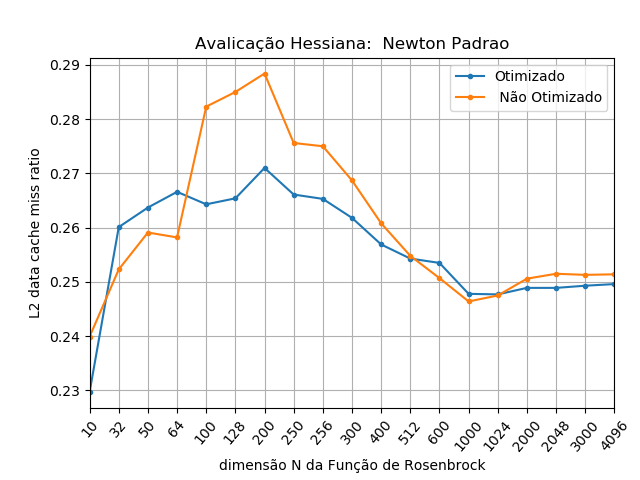 Avalicação Hessiana:  Newton Padrao
Otimizado
Não Otimizado
L2 data cache miss ratio
0.29
0.28
0.27
0.26
0.25
0.24
0.23
10 32 50 64 100 128 200 250 256 300 400 512 600 1000 1024 2000 2048 3000 4096
dimensão N da Função de Rosenbrock